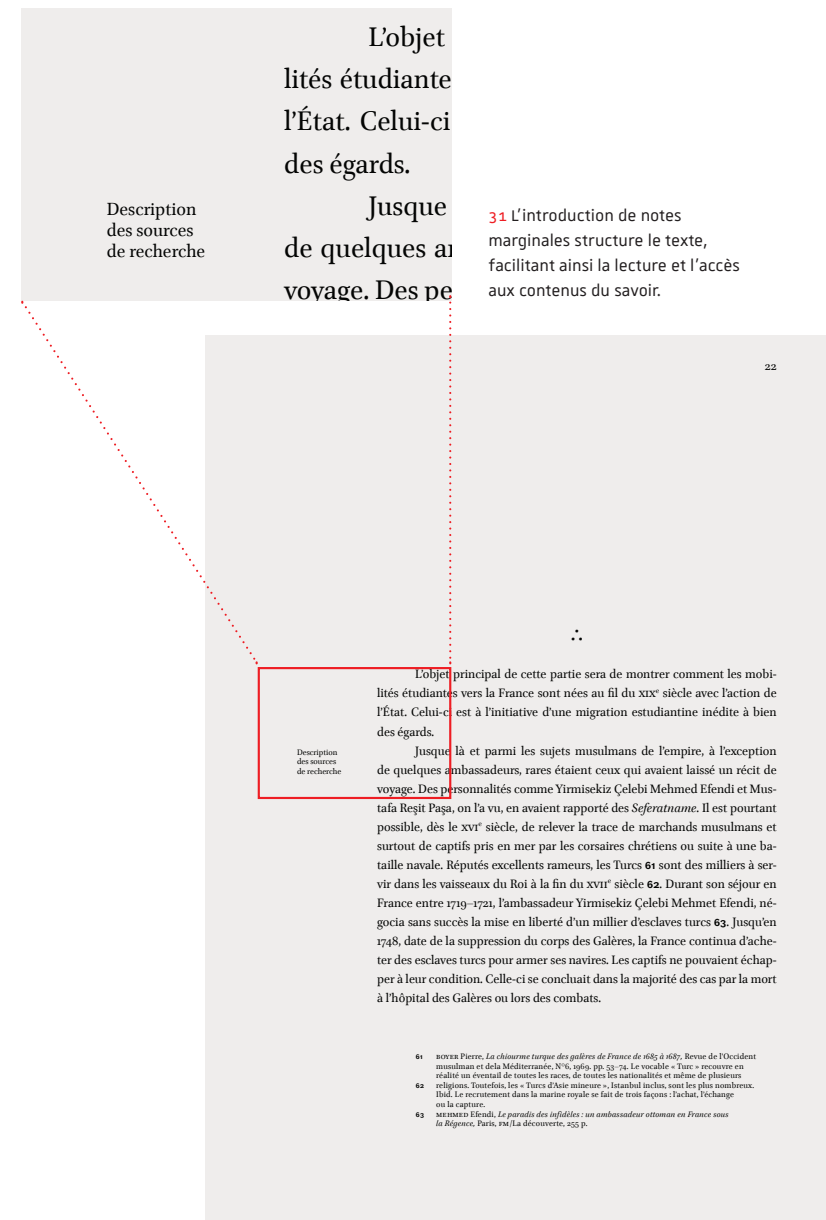 L’objet
lités étudiante
l’État. Celui-ci
des égards.
Jusque
de quelques
voyage. Des pe
Description
des sources
de recherche
31 L’introduction de notes
marginales structure le texte,
facilitant ainsi la lecture et l’accès
aux contenus du savoir.
22
∴
L’objet principal de cette partie sera de montrer comment les mobi-
lités étudiantes vers la France sont nées au fil du XIXe siècle avec l’action de
l’État. Celui-ci est à l’initiative d’une migration estudiantine inédite à bien
des égards.
Description
des sources
de recherche
Jusque là et parmi les sujets musulmans de l’empire, à l’exception
de quelques ambassadeurs, rares étaient ceux qui avaient laissé un récit de
voyage. Des personnalités comme Yirmisekiz Çelebi Mehmed Efendi et Mus-
tafa Reşit Paşa, on l’a vu, en avaient rapporté des Seferatname. Il est pourtant
possible, dès le XVIe siècle, de relever la trace de marchands musulmans et
surtout de captifs pris en mer par les corsaires chrétiens ou suite à une ba-
taille navale. Réputés excellents rameurs, les Turcs 61 sont des milliers à ser-
vir dans les vaisseaux du Roi à la fin du XVIIe siècle 62. Durant son séjour en
France entre 1719–1721, l’ambassadeur Yirmisekiz Çelebi Mehmet Efendi, né-
gocia sans succès la mise en liberté d’un millier d’esclaves turcs 63. Jusqu’en
1748, date de la suppression du corps des Galères, la France continua d’ache-
ter des esclaves turcs pour armer ses navires. Les captifs ne pouvaient échap-
per à leur condition. Celle-ci se concluait dans la majorité des cas par la mort
à l’hôpital des Galères ou lors des combats.
61 BOYER Pierre, La chiourme turque des galères de France de 1685 à 1687, Revue de l’Occident
musulman et dela Méditerranée, N°6, 1969. pp. 53–74. Le vocable « Turc » recouvre en
réalité un éventail de toutes les races, de toutes les nationalités et même de plusieurs
62 religions. Toutefois, les « Turcs d’Asie mineure », Istanbul inclus, sont les plus nombreux.
Ibid. Le recrutement dans la marine royale se fait de trois façons : l’achat, l’échange
ou la capture.
63 MEHMED Efendi, Le paradis des infidèles : un ambassadeur ottoman en France sous
la Régence, Paris, FM/La découverte, 255 p.